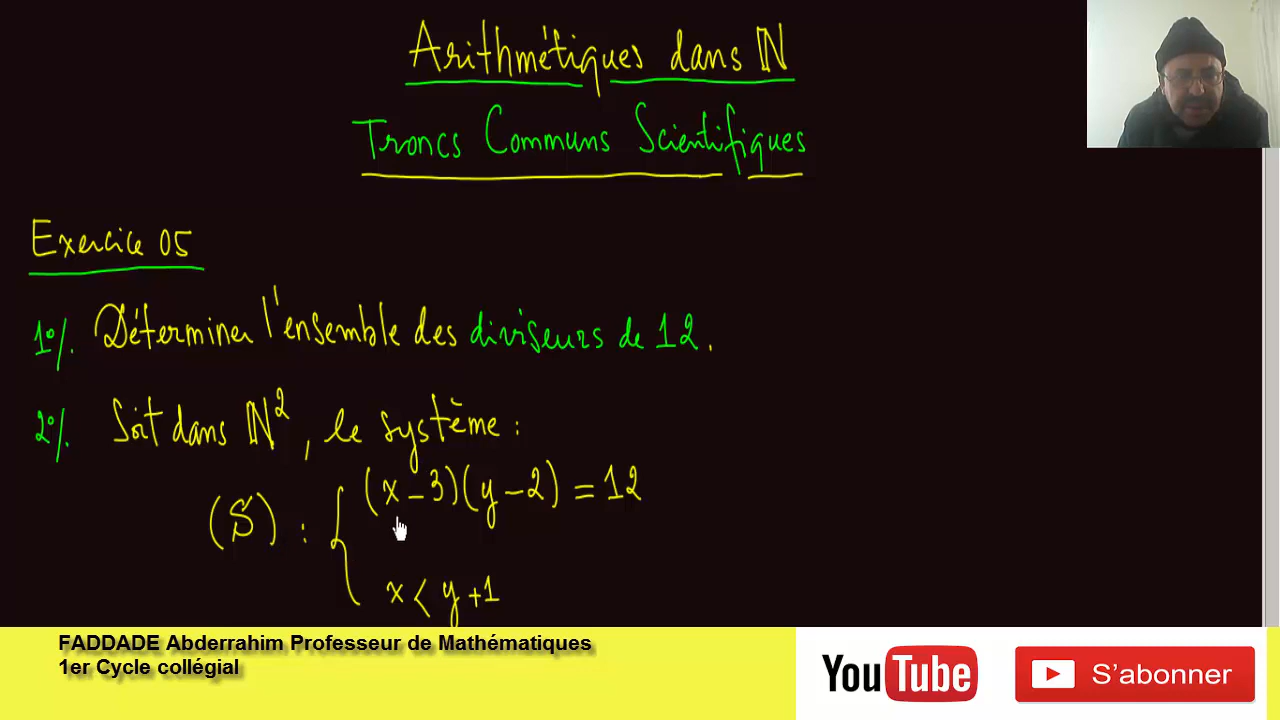 Arithmétiques dans ℕ
Troncs Communs Scientifiques
Exercice 05
1°/. Déterminer l'ensemble des diviseurs de 12.
2°/. Soit dans ℕ², le système :
(S) : { (x-3)(y-2) = 12
x < y+1
FADDADE Abderrahim Professeur de Mathématiques
1er Cycle collégial
YouTube
S'abonner